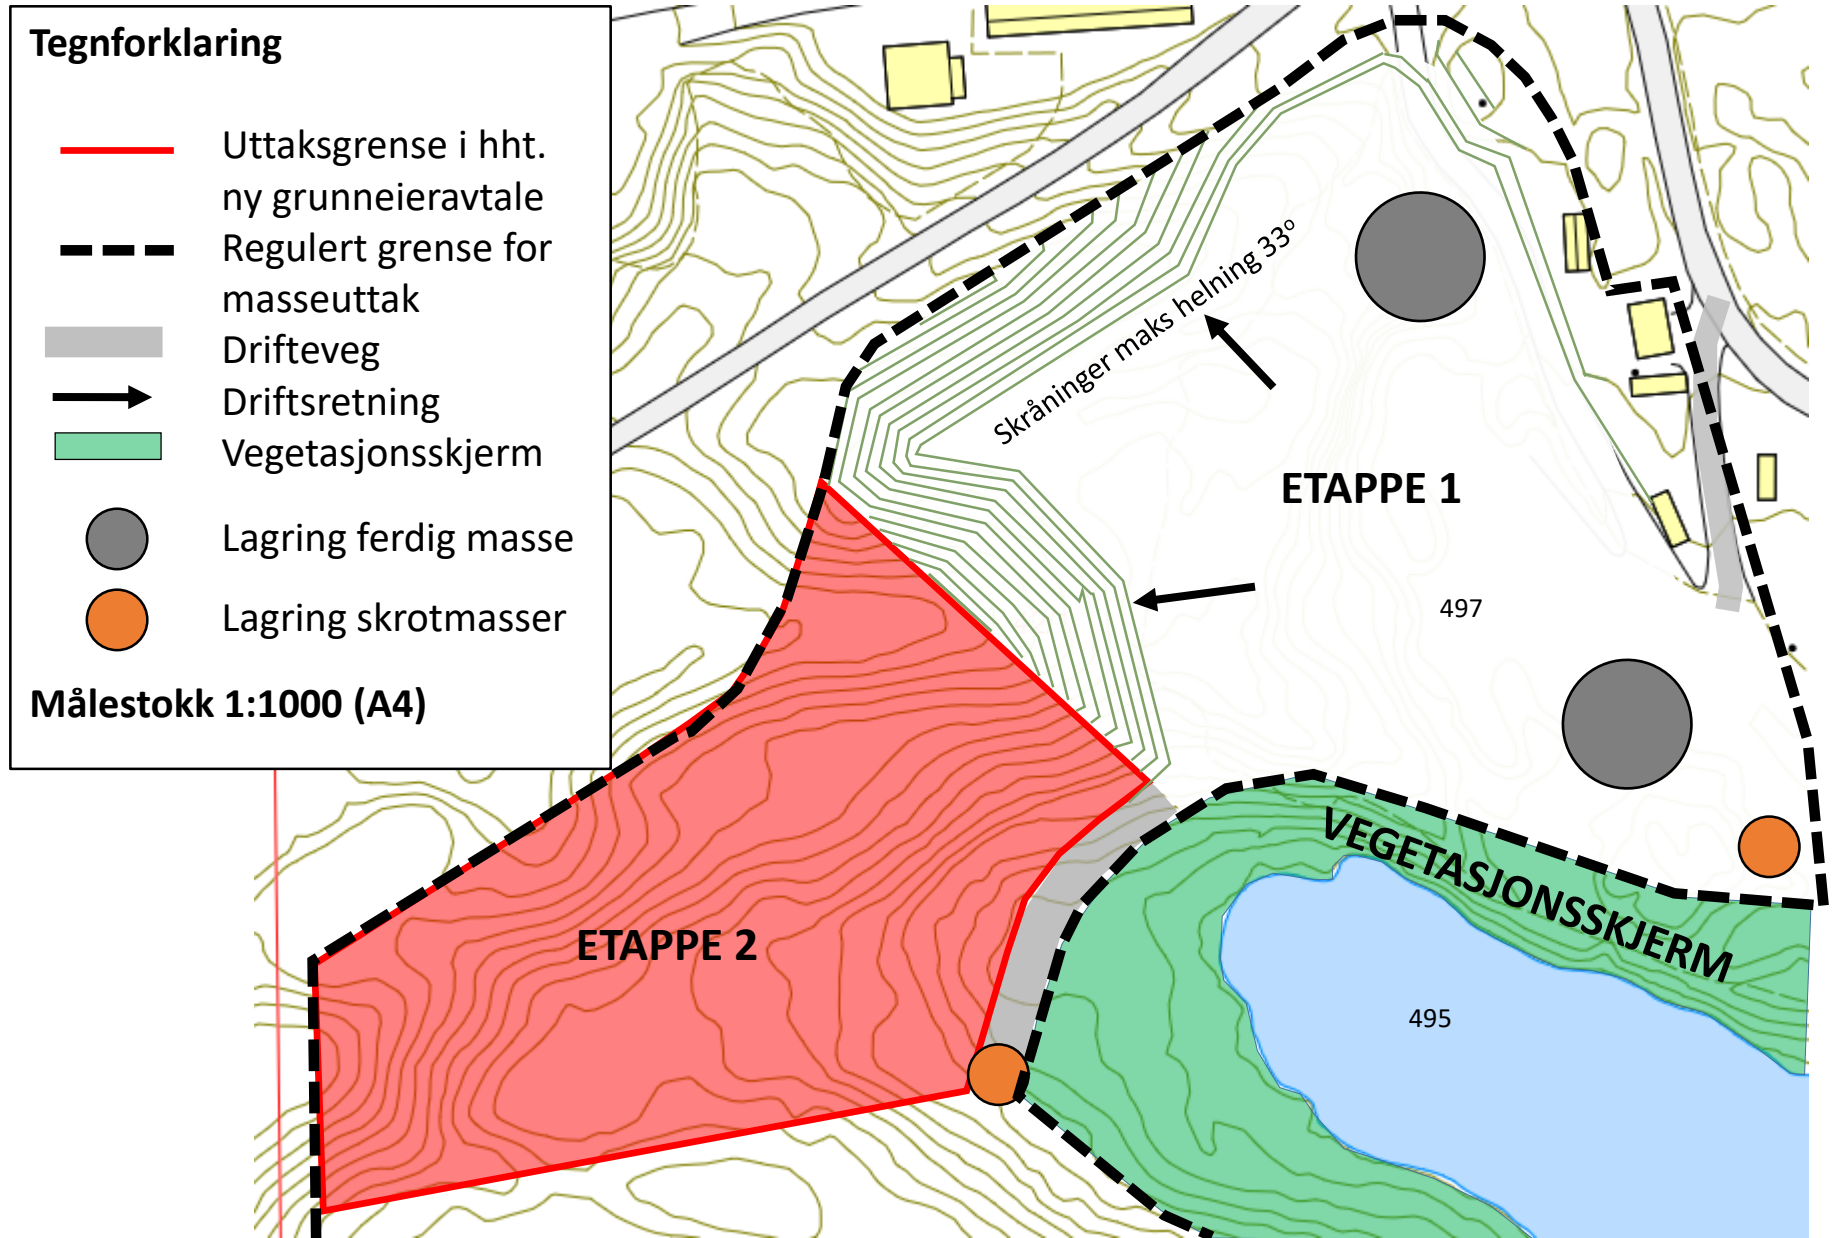 Tegnforklaring
Uttaksgrense i hht.
ny grunneieravtale
Regulert grense for
masseuttak
Drifteveg
Driftsretning
Vegetasjonsskjerm
Lagring ferdig masse
Lagring skrotmasser
Målestokk 1:1000 (A4)
Skråninger maks helning 33º
ETAPPE 1
497
VEGETASJONSSKJERM
ETAPPE 2
495